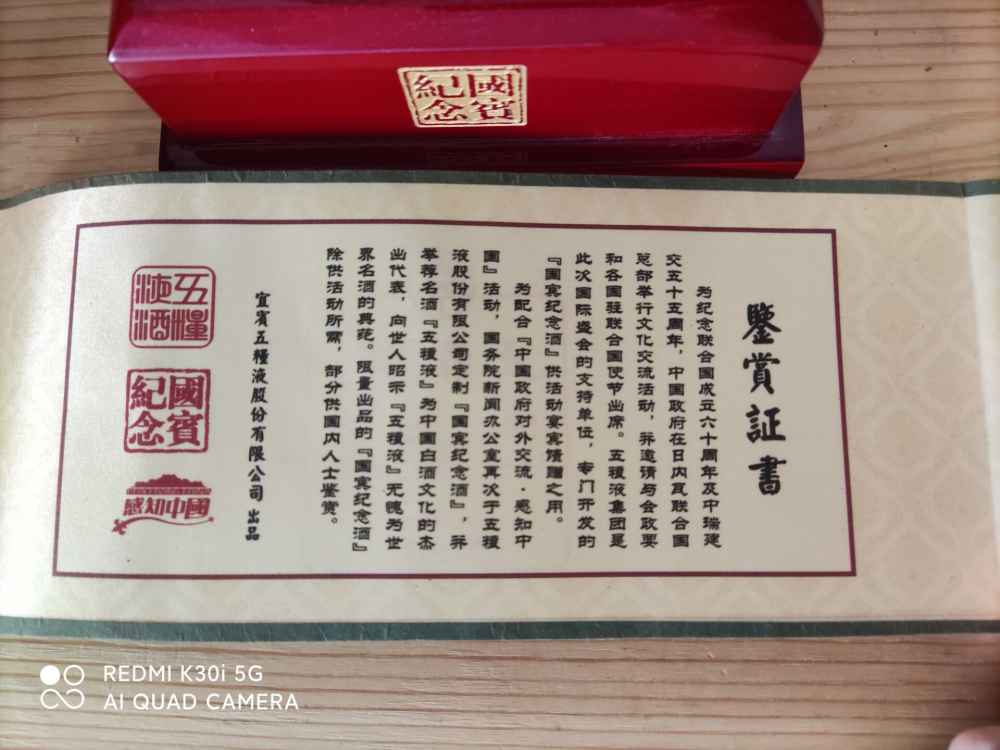 國賓
紀念
鑒賞証書
为纪念联合国成立六十周年及中瑞建
交五十五周年，中国政府在日内瓦联合国
总部举行文化交流活动，并邀请与会政要
和各国驻联合国使节出席。五糧液集团是
此次国际盛会的支持单位，专门开发的
『国宾纪念酒』供活动宴宾馈赠之用。
为配合『中国政府对外交流·感知中
国』活动，国务院新闻办公室再次于五糧
液股份有限公司定制『国宾纪念酒』，并
举荐名酒『五糧液』为中国白酒文化的杰
出代表，向世人昭示『五糧液』无愧为世
界名酒的典范。限量出品的『国宾纪念酒』
除供活动所需，部分供国内人士鉴赏。
宜賓五糧液股份有限公司 出品
五糧
液酒
國賓
紀念
感知中國
REDMI K30i 5G
AI QUAD CAMERA